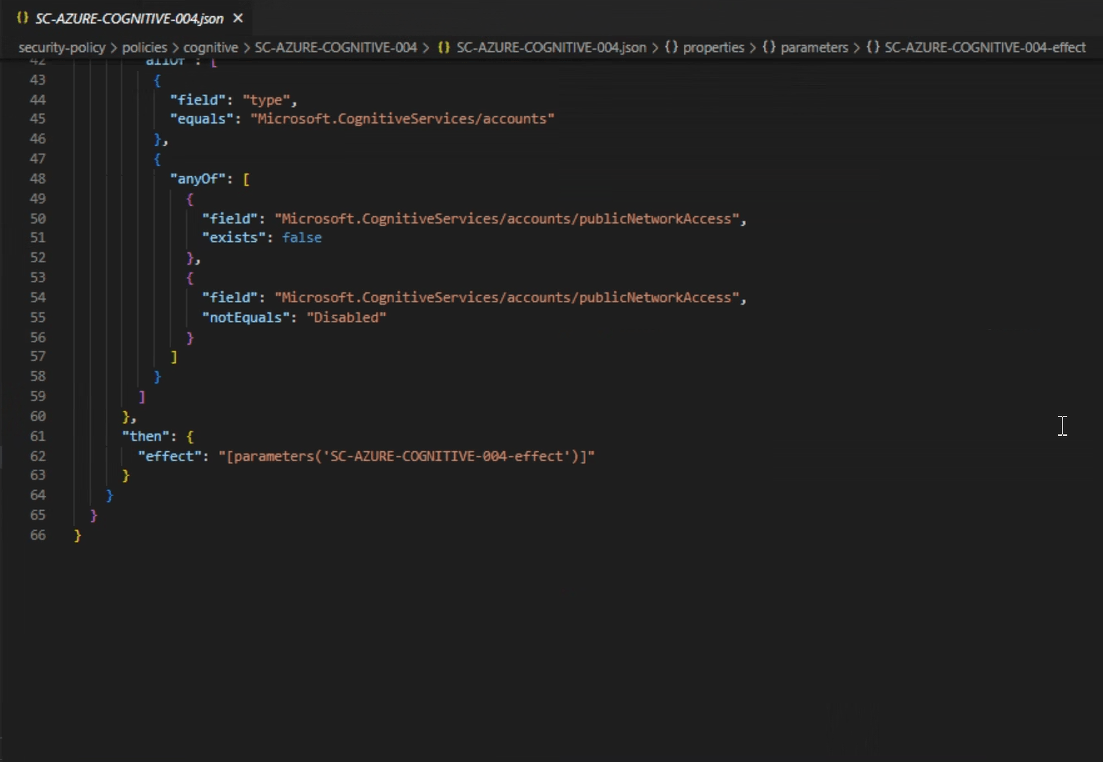 {} SC-AZURE-COGNITIVE-004.json ×
security-policy > policies > cognitive > SC-AZURE-COGNITIVE-004 > {} SC-AZURE-COGNITIVE-004.json > {} properties > {} parameters > {} SC-AZURE-COGNITIVE-004-effect
42 "allOf": [
43 {
44 "field": "type",
45 "equals": "Microsoft.CognitiveServices/accounts"
46 },
47 {
48 "anyOf": [
49 {
50 "field": "Microsoft.CognitiveServices/accounts/publicNetworkAccess",
51 "exists": false
52 },
53 {
54 "field": "Microsoft.CognitiveServices/accounts/publicNetworkAccess",
55 "notEquals": "Disabled"
56 }
57 ]
58 }
59 ]
60 },
61 "then": {
62 "effect": "[parameters('SC-AZURE-COGNITIVE-004-effect')]"
63 }
64 }
65 }
66 }